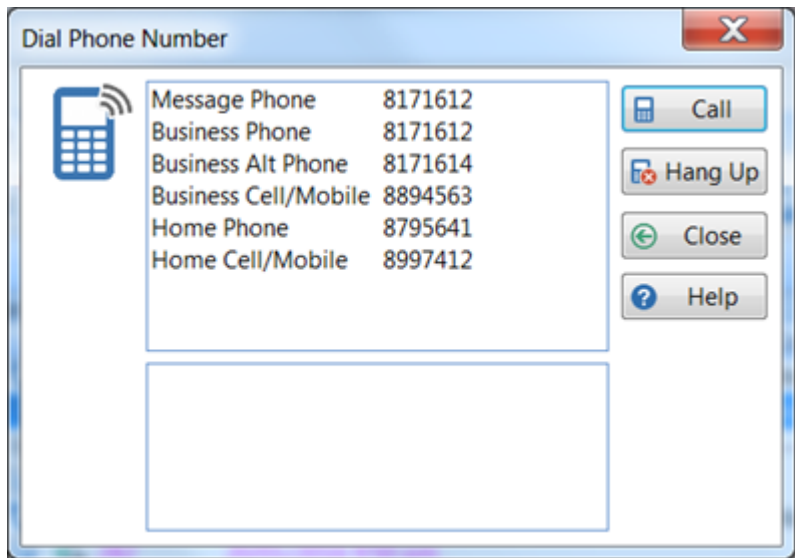 Dial Phone Number
Message Phone 8171612
Business Phone 8171612
Business Alt Phone 8171614
Business Cell/Mobile 8894563
Home Phone 8795641
Home Cell/Mobile 8997412
Call
Hang Up
Close
Help